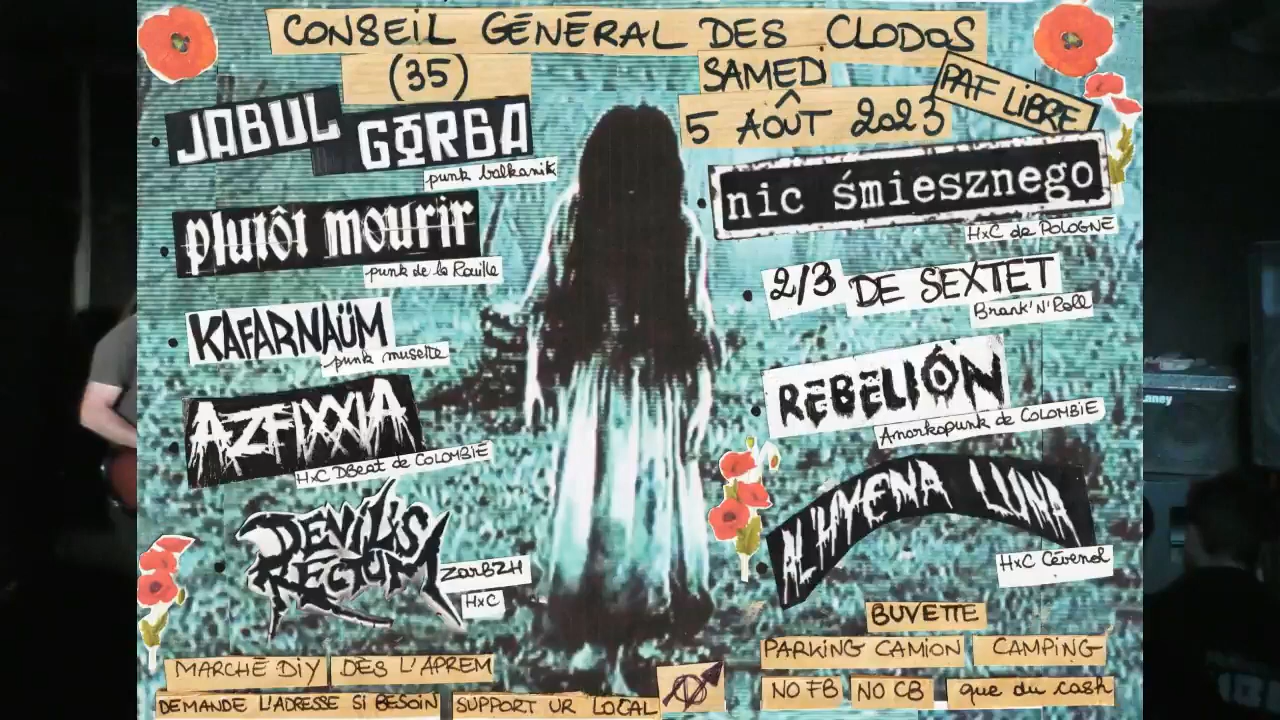 CONSEIL GÉNÉRAL DES CLODOS
(35)
SAMEDI
5 AOÛT 2023
PAF LIBRE
JABUL GORBA
punk balkanik
plutôt mourir
punk de la Rouille
KAFARNAÜM
punk musette
AZFIXXIA
HxC DBeat de COLOMBIE
DEVIL'S RECTUM
ZarBZH
HxC
nic śmiesznego
HxC de POLOGNE
2/3 DE SEXTET
Brank'N'Roll
REBELIÓN
Anarkopunk de COLOMBIE
AL'HYENA LUNA
HxC Cévenol
BUVETTE
MARCHÉ DIY DÈS L'APREM
PARKING CAMION CAMPING
DEMANDE L'ADRESSE SI BESOIN SUPPORT UR LOCAL
NO FB NO CB que du cash